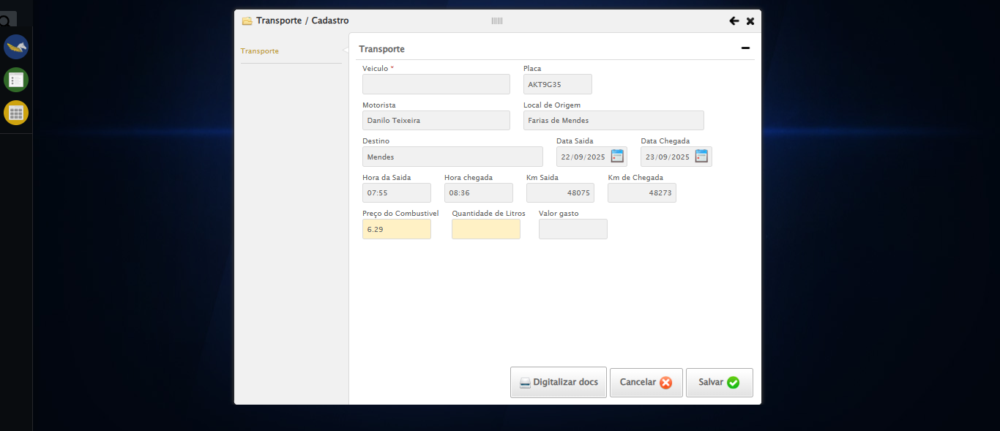 Transporte / Cadastro
Transporte
Transporte
Veiculo * Placa
AKT9G35
Motorista Local de Origem
Danilo Teixeira Farias de Mendes
Destino Data Saida Data Chegada
Mendes 22/09/2025 23/09/2025
Hora da Saida Hora chegada Km Saida Km de Chegada
07:55 08:36 48075 48273
Preço do Combustivel Quantidade de Litros Valor gasto
6.29
Digitalizar docs Cancelar Salvar